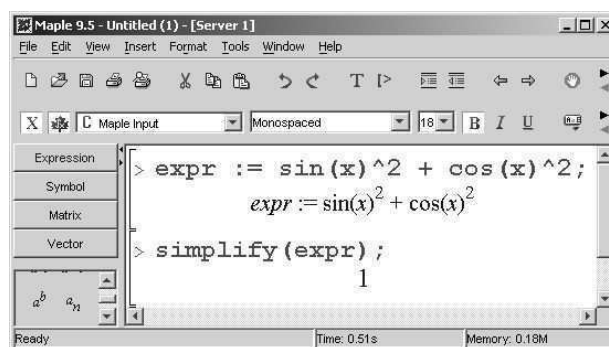 Maple 9.5 - Untitled (1) - [Server 1]
File Edit View Insert Format Tools Window Help
T [>
X C Maple Input Monospaced 18 B I U
Expression
Symbol
Matrix
Vector
a^b a_n
> expr := sin(x)^2 + cos(x)^2;
expr := sin(x)² + cos(x)²
> simplify(expr);
1
Ready Time: 0.51s Memory: 0.18M